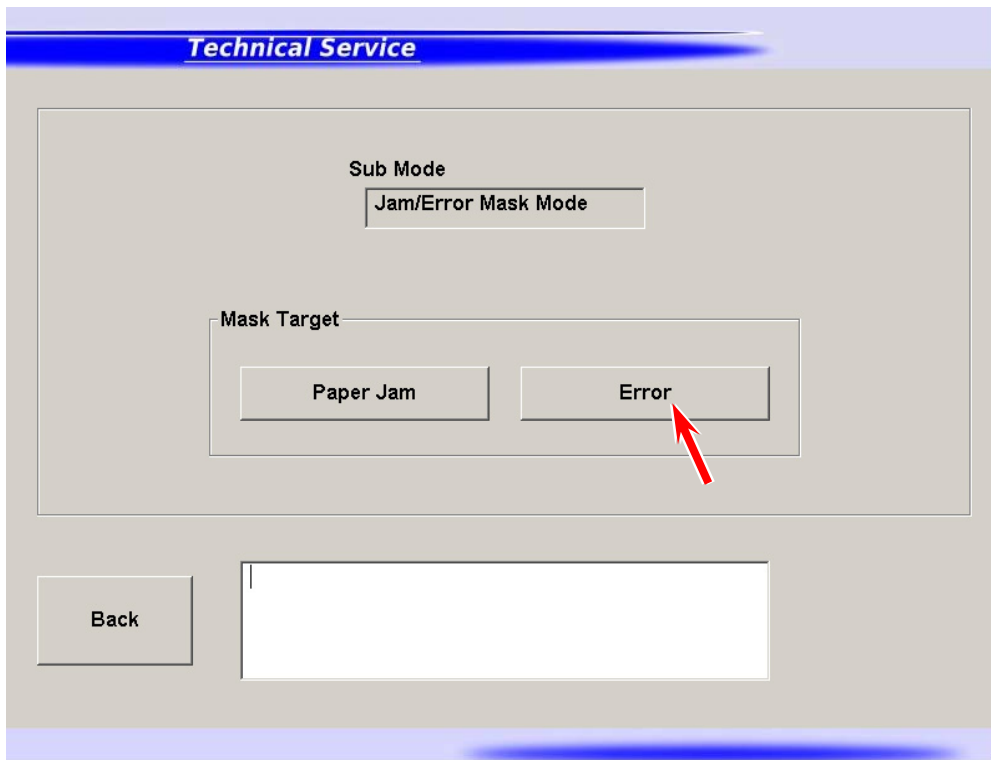 Technical Service
Sub Mode
Jam/Error Mask Mode
Mask Target
Paper Jam
Error
Back